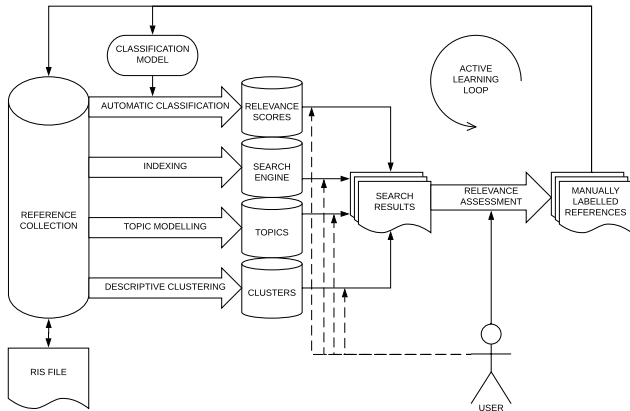 CLASSIFICATION
MODEL
ACTIVE
LEARNING
LOOP
AUTOMATIC CLASSIFICATION
RELEVANCE
SCORES
INDEXING
SEARCH
ENGINE
REFERENCE
COLLECTION
TOPIC MODELLING
TOPICS
SEARCH
RESULTS
RELEVANCE
ASSESSMENT
MANUALLY
LABELLED
REFERENCES
DESCRIPTIVE CLUSTERING
CLUSTERS
RIS FILE
USER